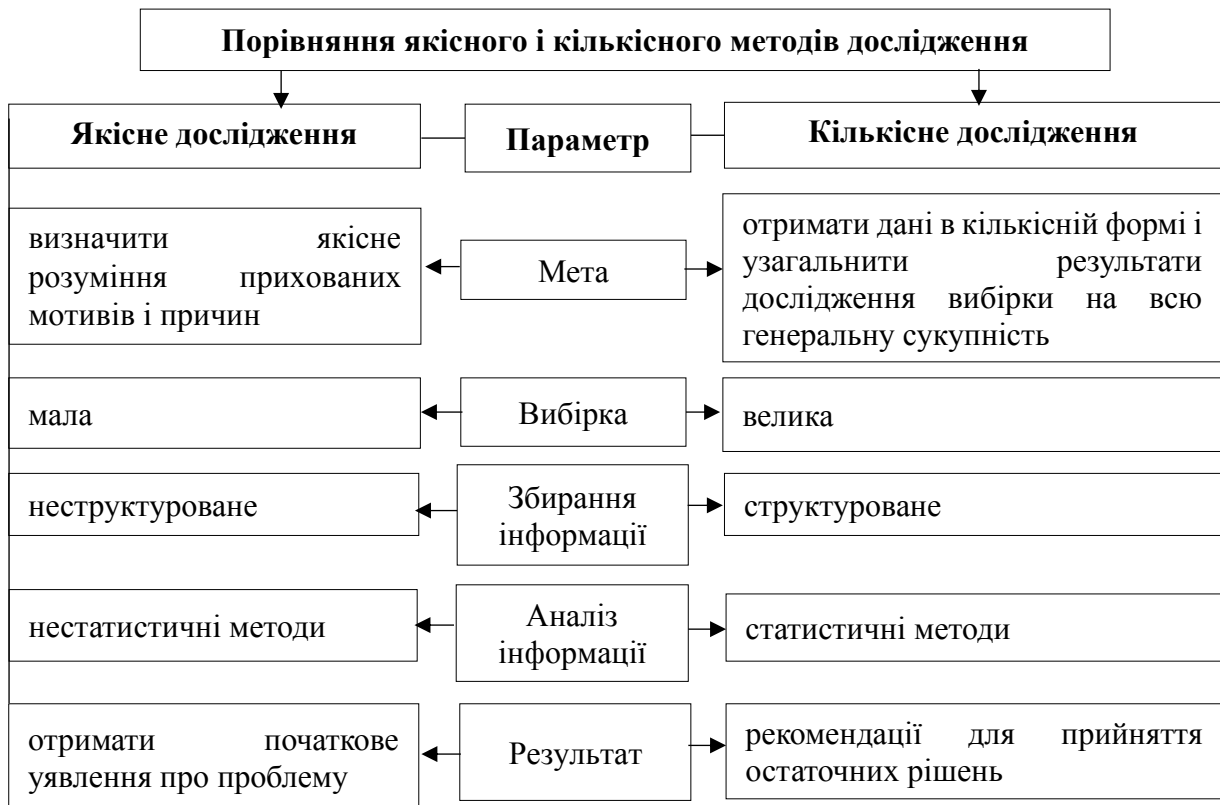 Порівняння якісного і кількісного методів дослідження
Якісне дослідження
Параметр
Кількісне дослідження
визначити якісне
розуміння прихованих
мотивів і причин
Мета
отримати дані в кількісній формі і
узагальнити результати
дослідження вибірки на всю
генеральну сукупність
мала
Вибірка
велика
неструктуроване
Збирання
інформації
структуроване
нестатистичні методи
Аналіз
інформації
статистичні методи
отримати початкове
уявлення про проблему
Результат
рекомендації для прийняття
остаточних рішень